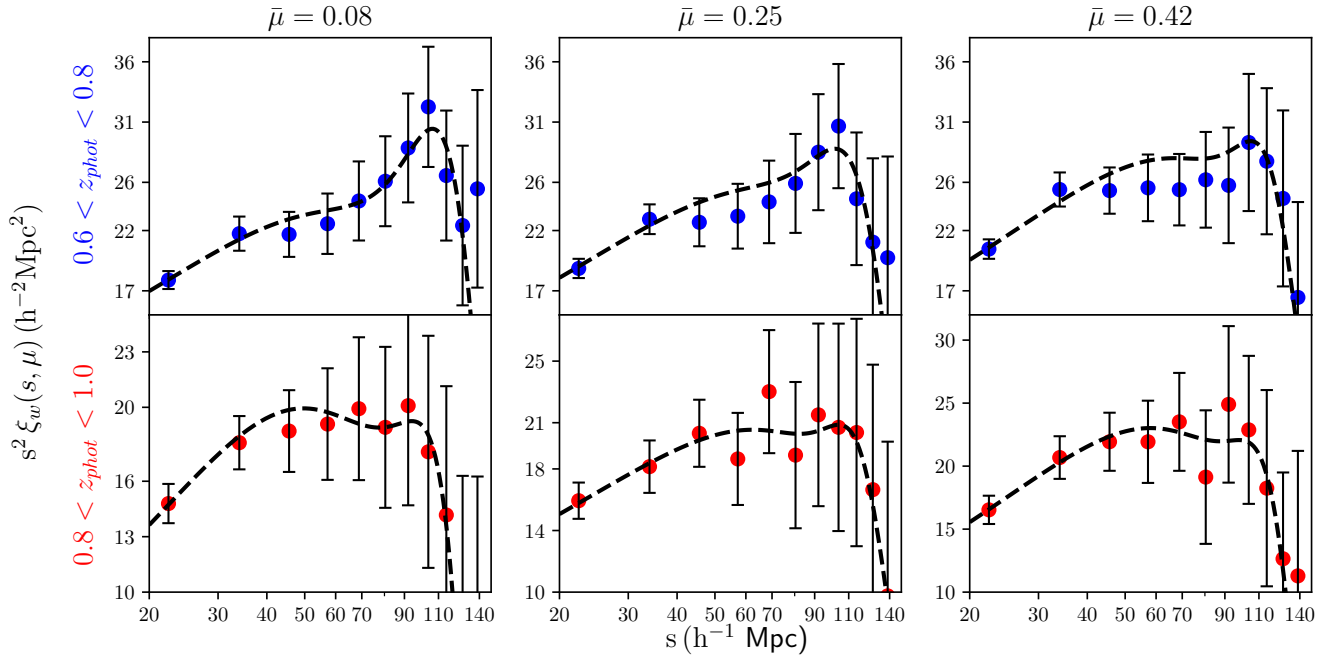 μ̄ = 0.08 μ̄ = 0.25 μ̄ = 0.42
s² ξ_w(s, μ) (h⁻²Mpc²)
0.6 < z_phot < 0.8
36 31 26 22 17
36 31 26 22 17
36 31 26 22 17
0.8 < z_phot < 1.0
23 20 16 13 10
25 21 18 14 10
30 25 20 15 10
20 30 40 50 70 90 110 140
20 30 40 50 70 90 110 140
20 30 40 50 70 90 110 140
s (h⁻¹ Mpc)